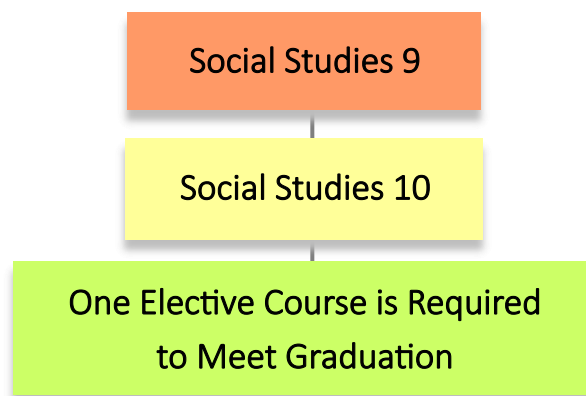 Social Studies 9
Social Studies 10
One Elective Course is Required
to Meet Graduation